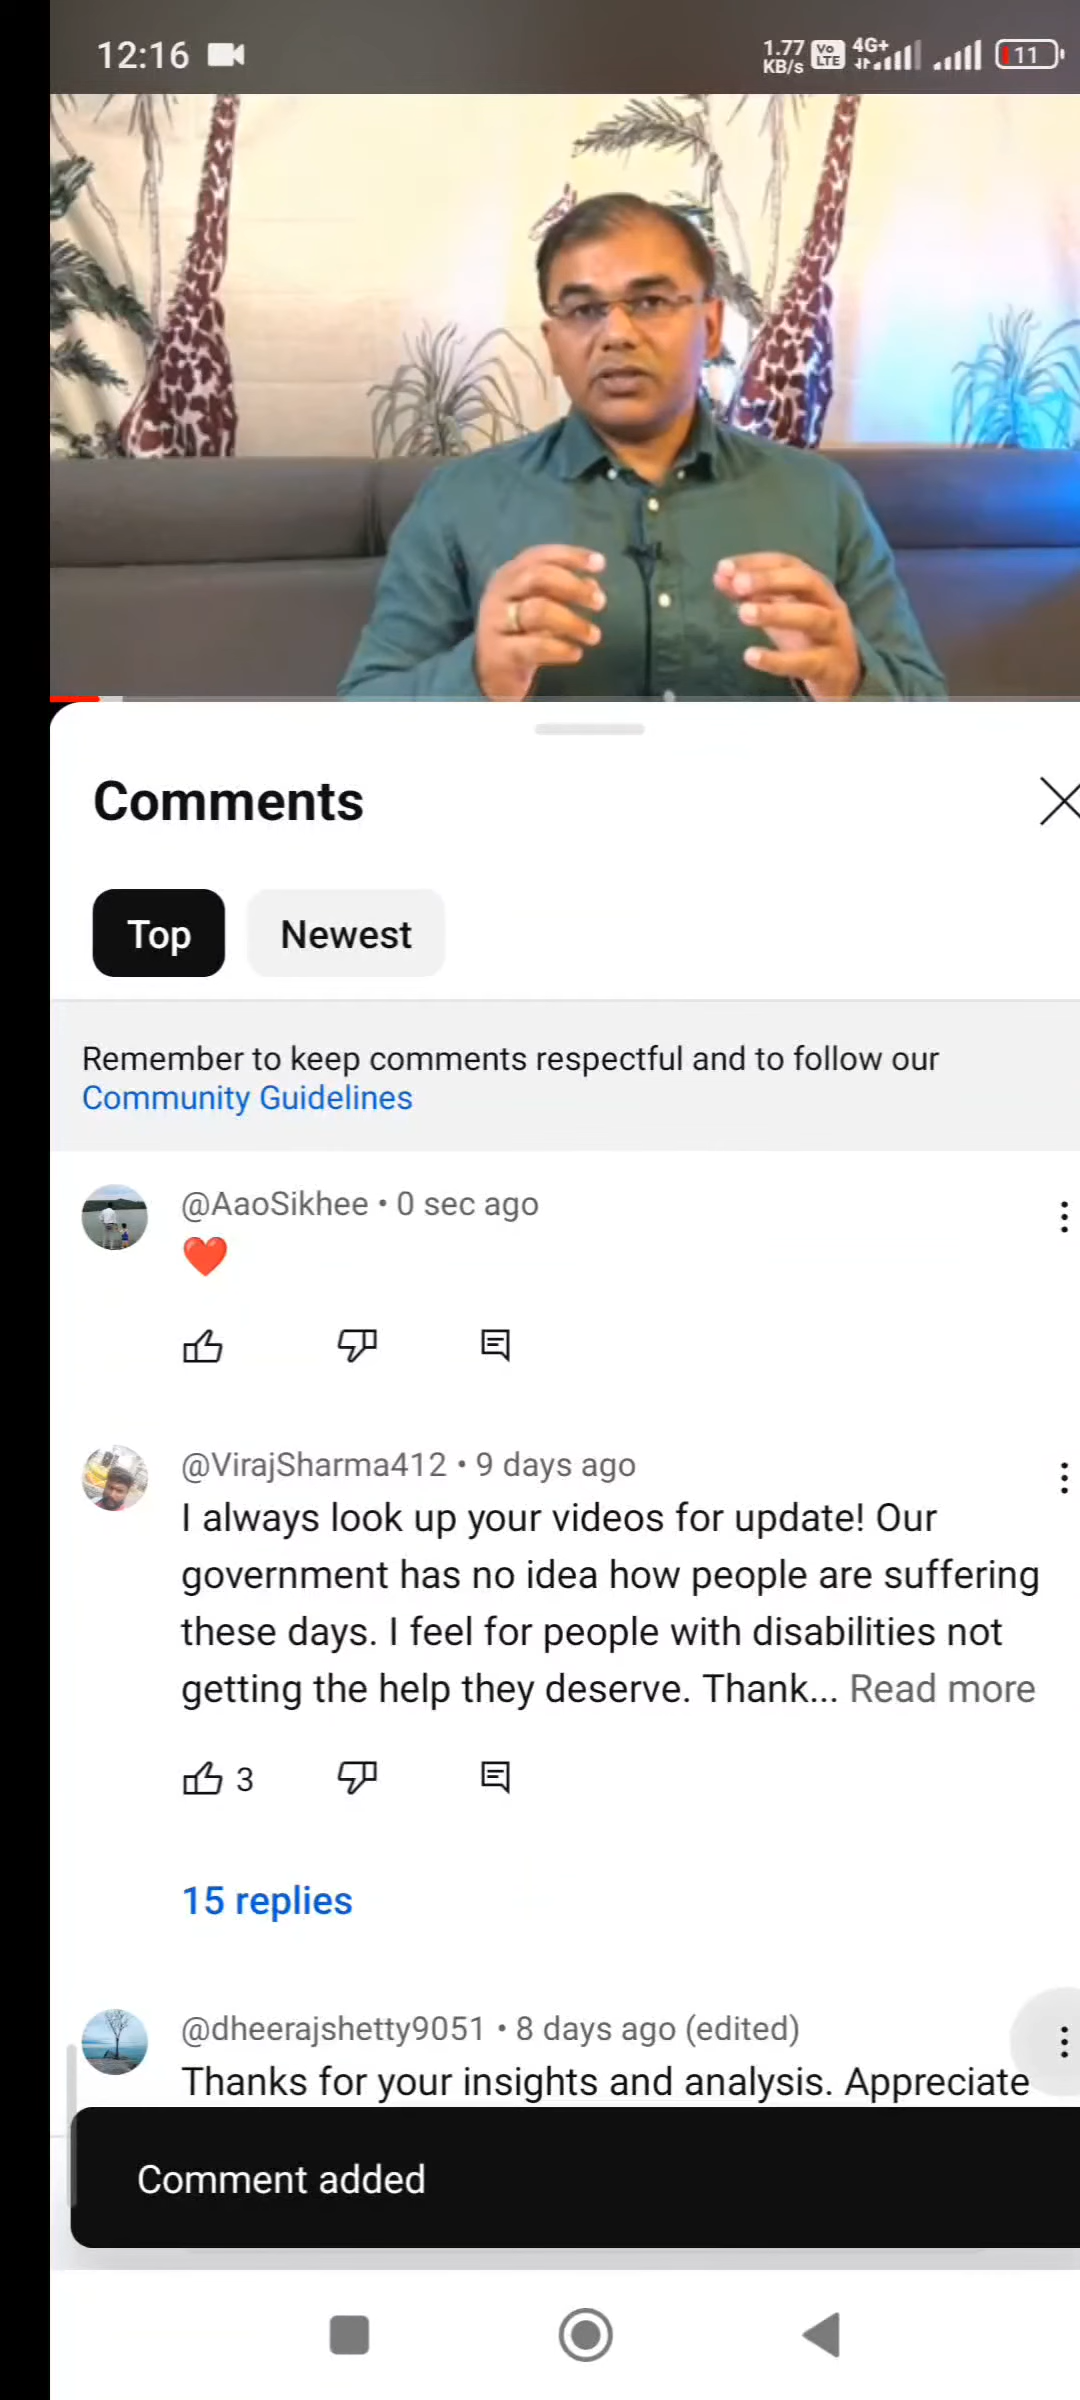 12:16
1.77 KB/s Vo LTE 4G+ 11
Comments
Top Newest
Remember to keep comments respectful and to follow our
Community Guidelines
@AaoSikhee • 0 sec ago
❤️
@VirajSharma412 • 9 days ago
I always look up your videos for update! Our
government has no idea how people are suffering
these days. I feel for people with disabilities not
getting the help they deserve. Thank... Read more
3
15 replies
@dheerajshetty9051 • 8 days ago (edited)
Thanks for your insights and analysis. Appreciate
Comment added